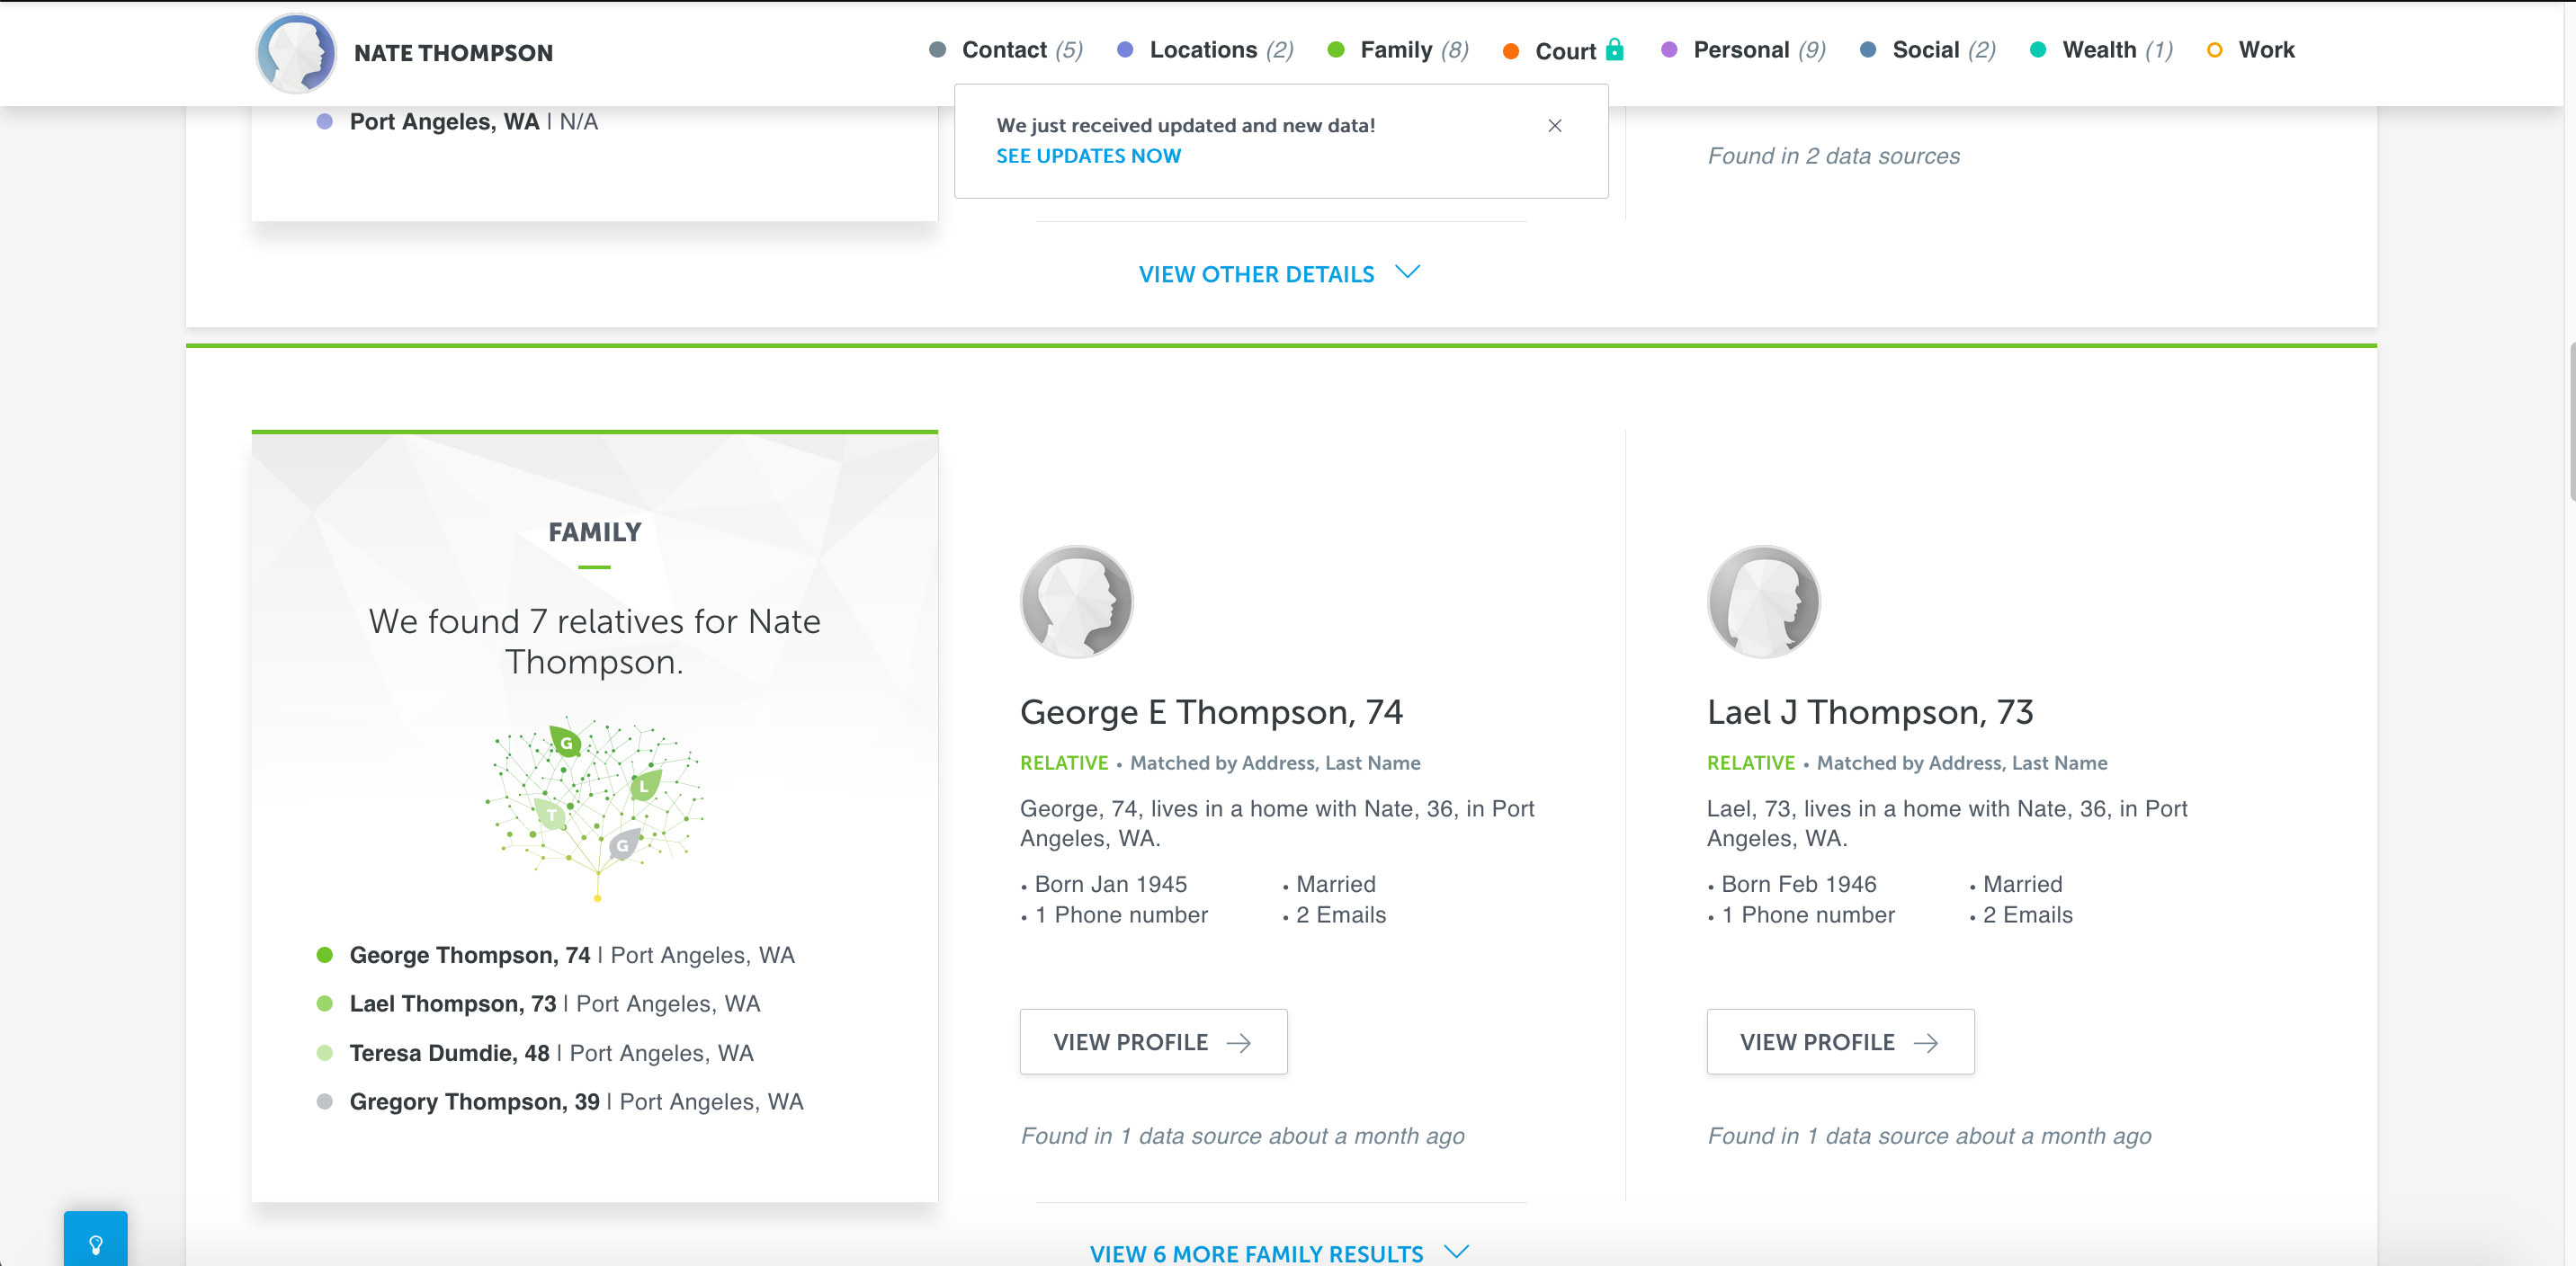 NATE THOMPSON
Contact (5)
Locations (2)
Family (8)
Court
Personal (9)
Social (2)
Wealth (1)
Work
Port Angeles, WA | N/A
We just received updated and new data!
SEE UPDATES NOW
Found in 2 data sources
VIEW OTHER DETAILS
FAMILY
We found 7 relatives for Nate
Thompson.
G
L
T
G
George Thompson, 74 | Port Angeles, WA
Lael Thompson, 73 | Port Angeles, WA
Teresa Dumdie, 48 | Port Angeles, WA
Gregory Thompson, 39 | Port Angeles, WA
George E Thompson, 74
RELATIVE • Matched by Address, Last Name
George, 74, lives in a home with Nate, 36, in Port
Angeles, WA.
• Born Jan 1945
• Married
• 1 Phone number
• 2 Emails
VIEW PROFILE
Found in 1 data source about a month ago
Lael J Thompson, 73
RELATIVE • Matched by Address, Last Name
Lael, 73, lives in a home with Nate, 36, in Port
Angeles, WA.
• Born Feb 1946
• Married
• 1 Phone number
• 2 Emails
VIEW PROFILE
Found in 1 data source about a month ago
VIEW 6 MORE FAMILY RESULTS